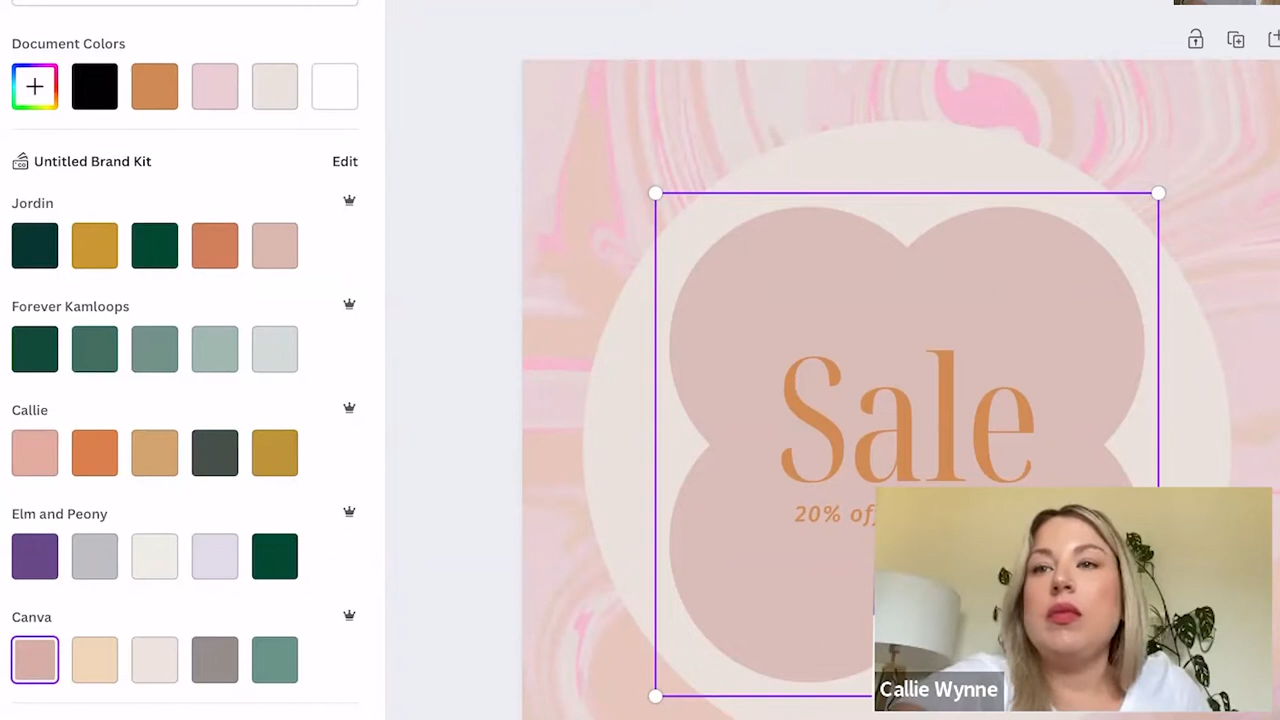 Document Colors
Untitled Brand Kit
Edit
Jordin
Forever Kamloops
Callie
Elm and Peony
Canva
Sale
20% of
Callie Wynne